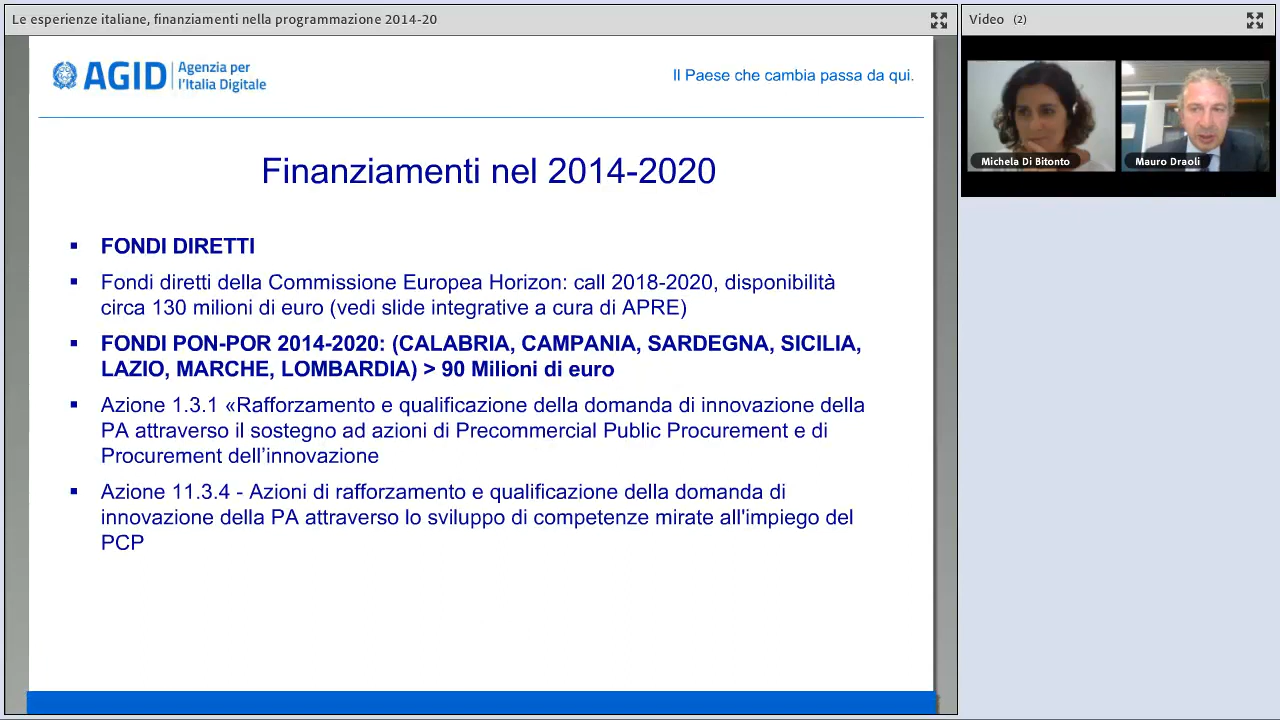 Le esperienze italiane, finanziamenti nella programmazione 2014-20
Video (2)
AGID
Agenzia per
l'Italia Digitale
Il Paese che cambia passa da qui.
Michela Di Bitonto
Mauro Draoli
Finanziamenti nel 2014-2020
▪ FONDI DIRETTI
▪ Fondi diretti della Commissione Europea Horizon: call 2018-2020, disponibilità
circa 130 milioni di euro (vedi slide integrative a cura di APRE)
▪ FONDI PON-POR 2014-2020: (CALABRIA, CAMPANIA, SARDEGNA, SICILIA,
LAZIO, MARCHE, LOMBARDIA) > 90 Milioni di euro
▪ Azione 1.3.1 «Rafforzamento e qualificazione della domanda di innovazione della
PA attraverso il sostegno ad azioni di Precommercial Public Procurement e di
Procurement dell’innovazione
▪ Azione 11.3.4 - Azioni di rafforzamento e qualificazione della domanda di
innovazione della PA attraverso lo sviluppo di competenze mirate all'impiego del
PCP